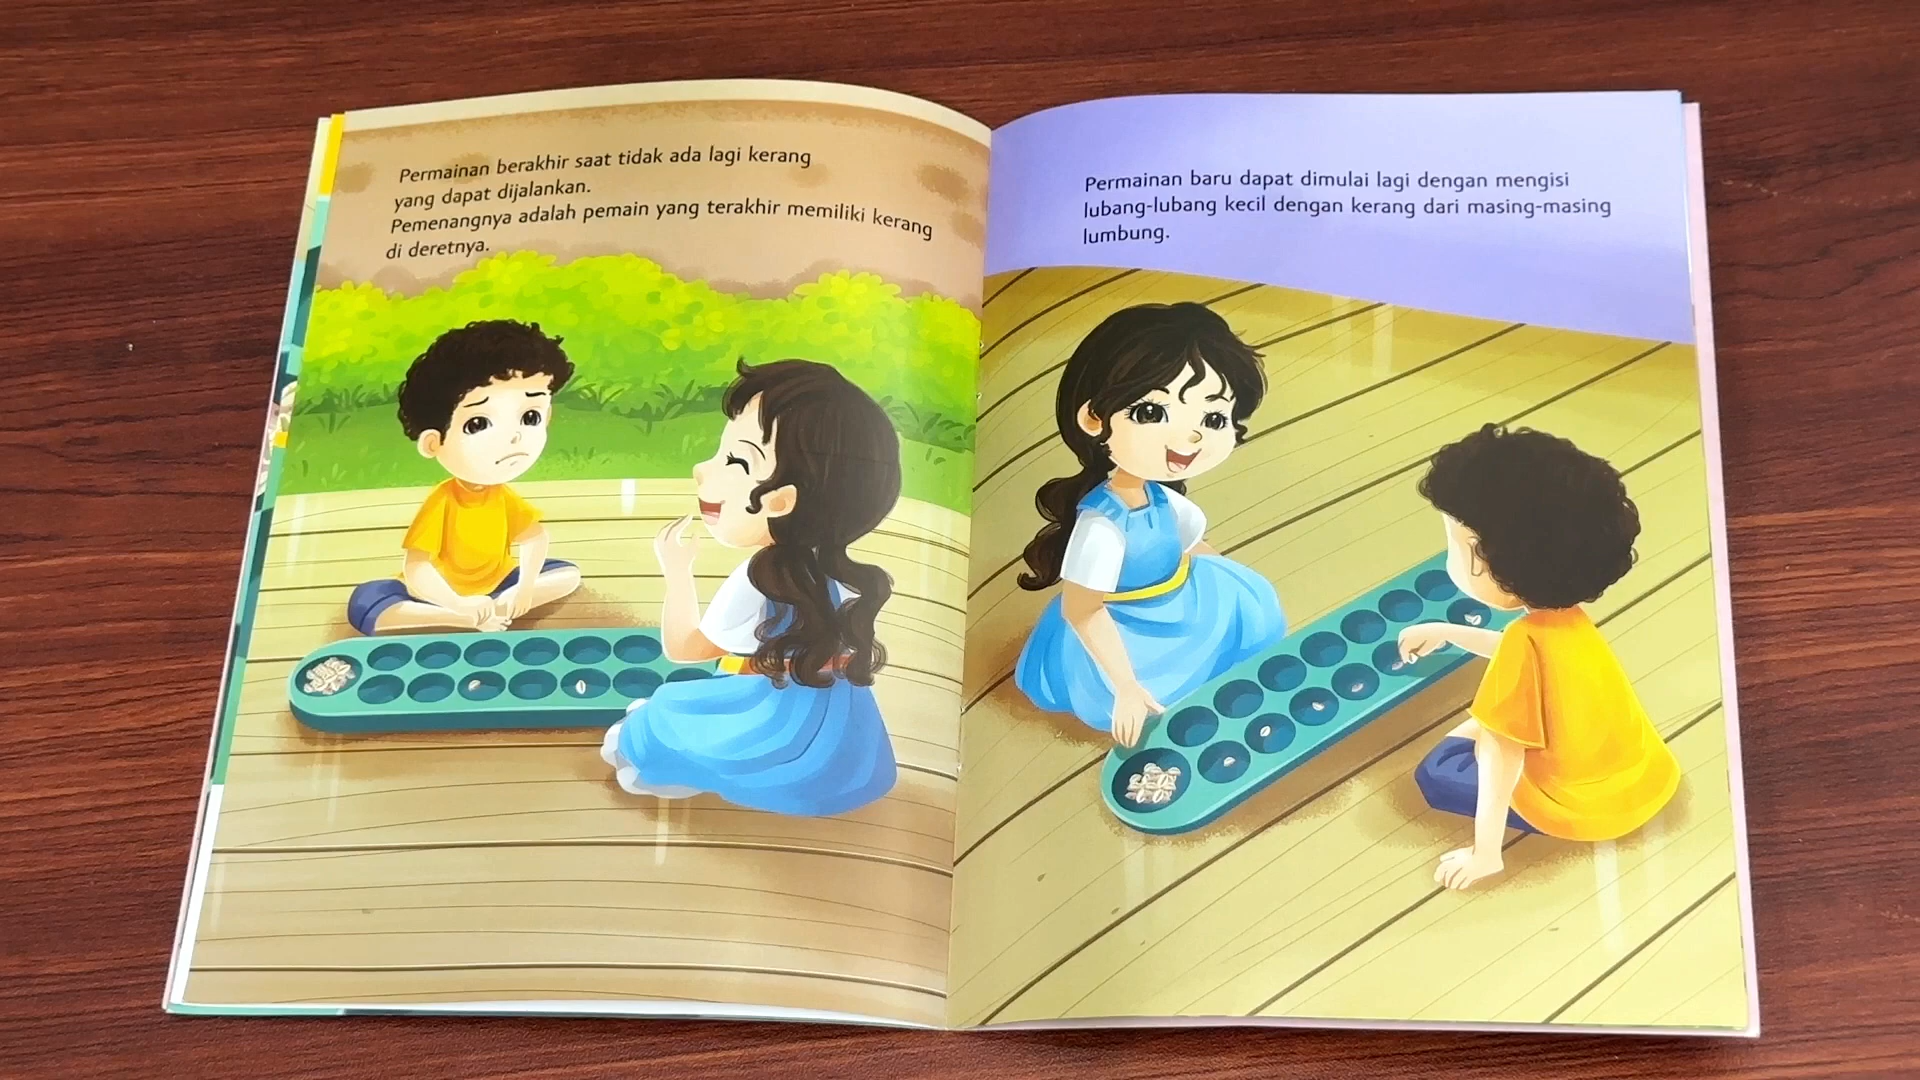 Permainan berakhir saat tidak ada lagi kerang
yang dapat dijalankan.
Pemenangnya adalah pemain yang terakhir memiliki kerang
di deretnya.
Permainan baru dapat dimulai lagi dengan mengisi
lubang-lubang kecil dengan kerang dari masing-masing
lumbung.